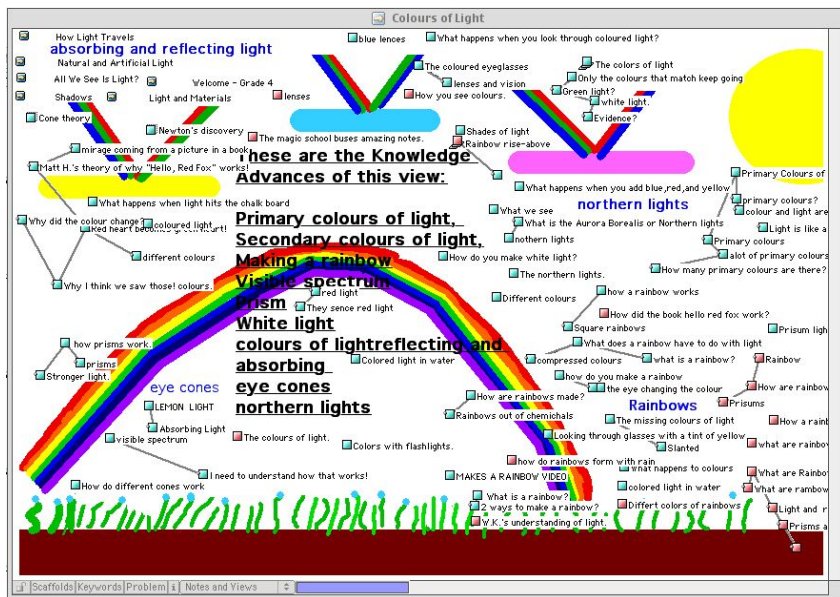 Colours of Light
How Light Travels
absorbing and reflecting light
Natural and Artificial Light
All We See Is Light?
Welcome - Grade 4
Shadows
Light and Materials
Cone theory
Newton's discovery
mirage coming from a picture in a book
Matt H.'s theory of why "Hello, Red Fox" works!
What happens when light hits the chalk board
Why did the colour change?
coloured light
different colours
Why I think we saw those! colours.
blue lences
What happens when you look through coloured light?
The coloured eyeglasses
lenses and vision
lenses
How you see colours.
The magic school buses amazing notes.
The colors of light
Only the colours that match keep going
Green light?
white light.
Evidence?
Shades of light
Rainbow rise-above
These are the Knowledge
Advances of this view:
Primary colours of light,
Secondary colours of light,
Making a rainbow
Visible spectrum
Prism
White light
colours of lightreflecting and
absorbing
eye cones
northern lights
What happens when you add blue,red,and yellow
northern lights
What we see
What is the Aurora Borealis or Northern lights
northern lights
How do you make white light?
The northern lights.
Different colours
Primary Colours of
primary colours?
colour and light are
Light is like a
Primary colours
alot of primary colours
How many primary colours are there?
red light
They sence red light
Colored light in water
how a rainbow works
How did the book hello red fox work?
Square rainbows
Prisum ligh
What does a rainbow have to do with light
compressed colours
what is a rainbow?
Rainbow
how do you make a rainbow
the eye changing the colour
How are rainbow
Prisums
Rainbows
How are rainbows made?
Rainbows out of chemichals
The missing colours of light
How a rainb
Looking through glasses with a tint of yellow
Slanted
what are rainbow
how prisms work.
prisms
Stronger light.
eye cones
LEMON LIGHT
Absorbing Light
visible spectrum
The colours of light.
Colors with flashlights.
I need to understand how that works!
How do different cones work
how do rainbows form with rain
what happens to colours
MAKES A RAINBOW VIDEO
colored light in water
What are Rainbow
What are rambow
What is a rainbow?
2 ways to make a rainbow?
W.K.'s understanding of light.
Differt colors of rainbows
Light and r
Prisms a
Scaffolds Keywords Problem i Notes and Views